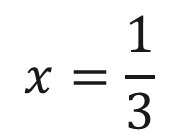 x = 1/3